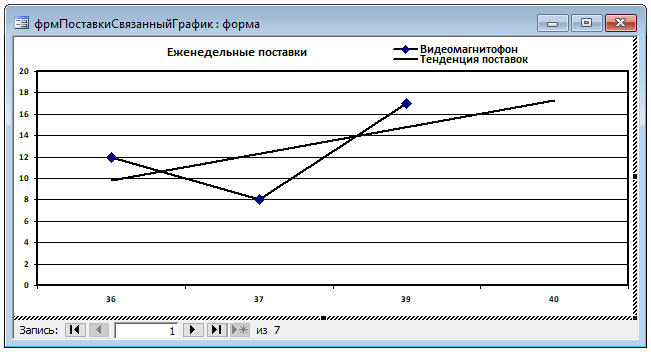 фрмПоставкиСвязанныйГрафик : форма
Еженедельные поставки
Видеомагнитофон
Тенденция поставок
20
18
16
14
12
10
8
6
4
2
0
36 37 39 40
Запись: 1 из 7